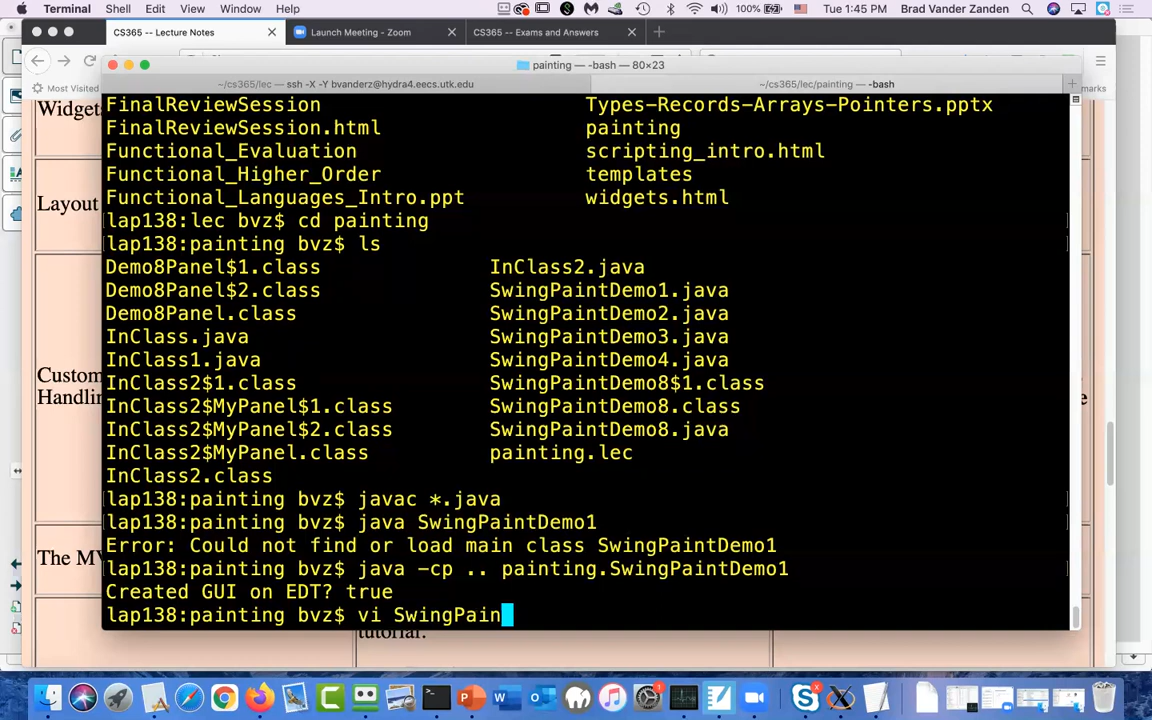 Terminal Shell Edit View Window Help 100% Tue 1:45 PM Brad Vander Zanden
CS365 -- Lecture Notes Launch Meeting - Zoom CS365 -- Exams and Answers
painting — -bash — 80×23
Most Visited
~/cs365/lec — ssh -X -Y bvanderz@hydra4.eecs.utk.edu ~/cs365/lec/painting — -bash
Widgets
Layout
Custom
Handling
The MV
FinalReviewSession Types-Records-Arrays-Pointers.pptx
FinalReviewSession.html painting
Functional_Evaluation scripting_intro.html
Functional_Higher_Order templates
Functional_Languages_Intro.ppt widgets.html
lap138:lec bvz$ cd painting
lap138:painting bvz$ ls
Demo8Panel$1.class InClass2.java
Demo8Panel$2.class SwingPaintDemo1.java
Demo8Panel.class SwingPaintDemo2.java
InClass.java SwingPaintDemo3.java
InClass1.java SwingPaintDemo4.java
InClass2$1.class SwingPaintDemo8$1.class
InClass2$MyPanel$1.class SwingPaintDemo8.class
InClass2$MyPanel$2.class SwingPaintDemo8.java
InClass2$MyPanel.class painting.lec
InClass2.class
lap138:painting bvz$ javac *.java
lap138:painting bvz$ java SwingPaintDemo1
Error: Could not find or load main class SwingPaintDemo1
lap138:painting bvz$ java -cp .. painting.SwingPaintDemo1
Created GUI on EDT? true
lap138:painting bvz$ vi SwingPain
tutorial.